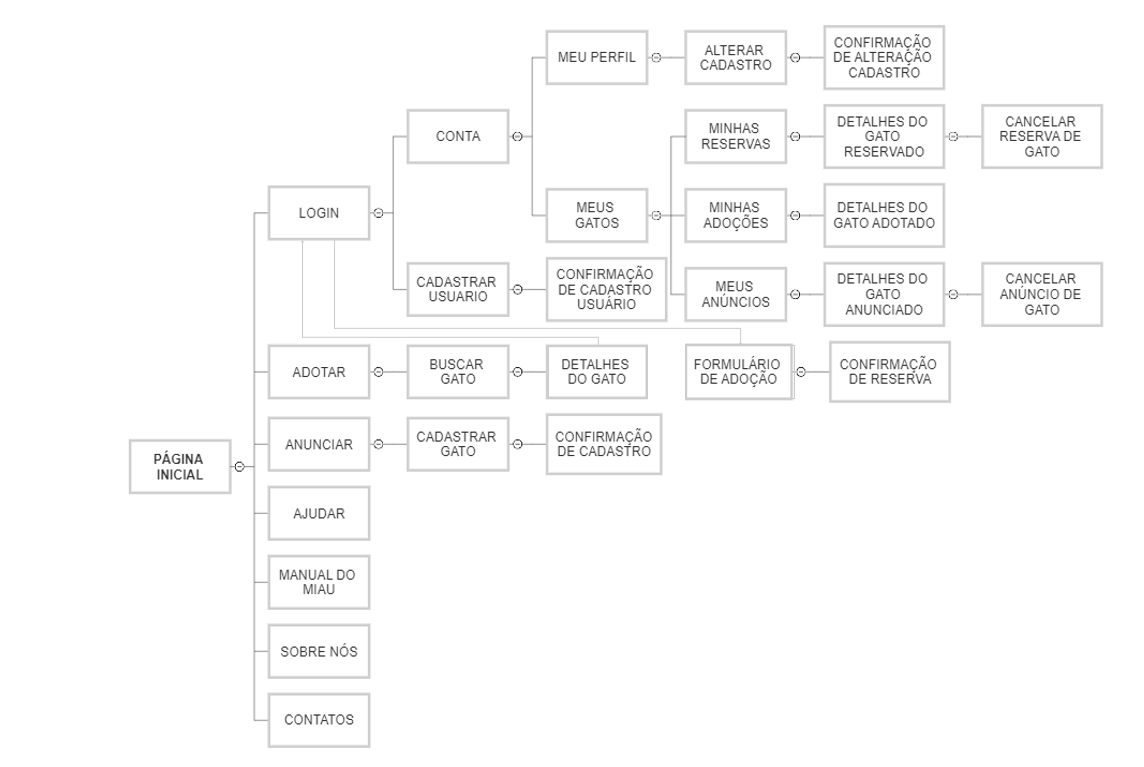 MEU PERFIL
ALTERAR
CADASTRO
CONFIRMAÇÃO
DE ALTERAÇÃO
CADASTRO
CONTA
MINHAS
RESERVAS
DETALHES DO
GATO
RESERVADO
CANCELAR
RESERVA DE
GATO
LOGIN
MEUS
GATOS
MINHAS
ADOÇÕES
DETALHES DO
GATO ADOTADO
CADASTRAR
USUARIO
CONFIRMAÇÃO
DE CADASTRO
USUÁRIO
MEUS
ANÚNCIOS
DETALHES DO
GATO
ANUNCIADO
CANCELAR
ANÚNCIO DE
GATO
ADOTAR
BUSCAR
GATO
DETALHES
DO GATO
FORMULÁRIO
DE ADOÇÃO
CONFIRMAÇÃO
DE RESERVA
ANUNCIAR
CADASTRAR
GATO
CONFIRMAÇÃO
DE CADASTRO
PÁGINA
INICIAL
AJUDAR
MANUAL DO
MIAU
SOBRE NÓS
CONTATOS